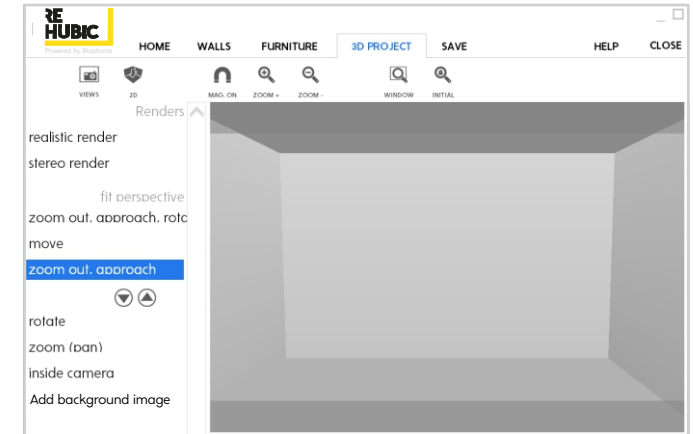 RE
HUBIC
Powered by Biophoma
HOME WALLS FURNITURE 3D PROJECT SAVE HELP CLOSE
VIEWS 2D MAG. ON ZOOM + ZOOM - WINDOW INITIAL
Renders
realistic render
stereo render
fit perspective
zoom out, approach, rota
move
zoom out, approach
rotate
zoom (pan)
inside camera
Add background image